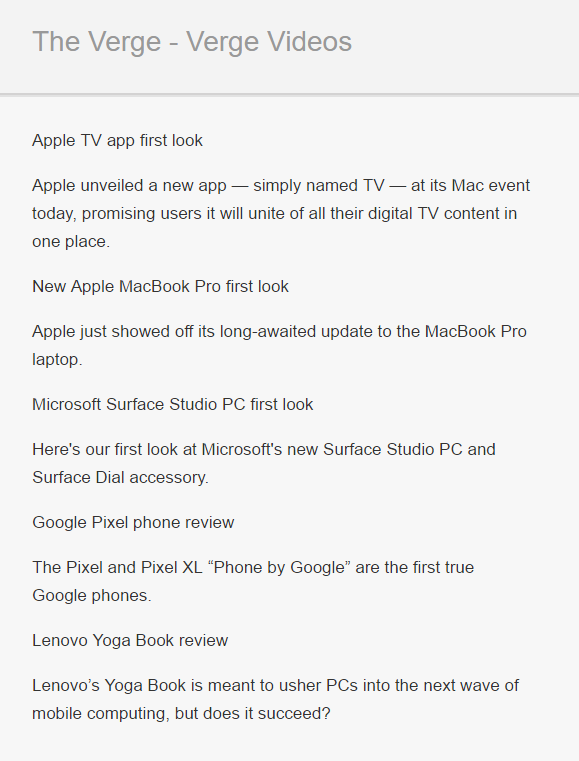 The Verge - Verge Videos
Apple TV app first look
Apple unveiled a new app — simply named TV — at its Mac event
today, promising users it will unite of all their digital TV content in
one place.
New Apple MacBook Pro first look
Apple just showed off its long-awaited update to the MacBook Pro
laptop.
Microsoft Surface Studio PC first look
Here's our first look at Microsoft's new Surface Studio PC and
Surface Dial accessory.
Google Pixel phone review
The Pixel and Pixel XL “Phone by Google” are the first true
Google phones.
Lenovo Yoga Book review
Lenovo’s Yoga Book is meant to usher PCs into the next wave of
mobile computing, but does it succeed?